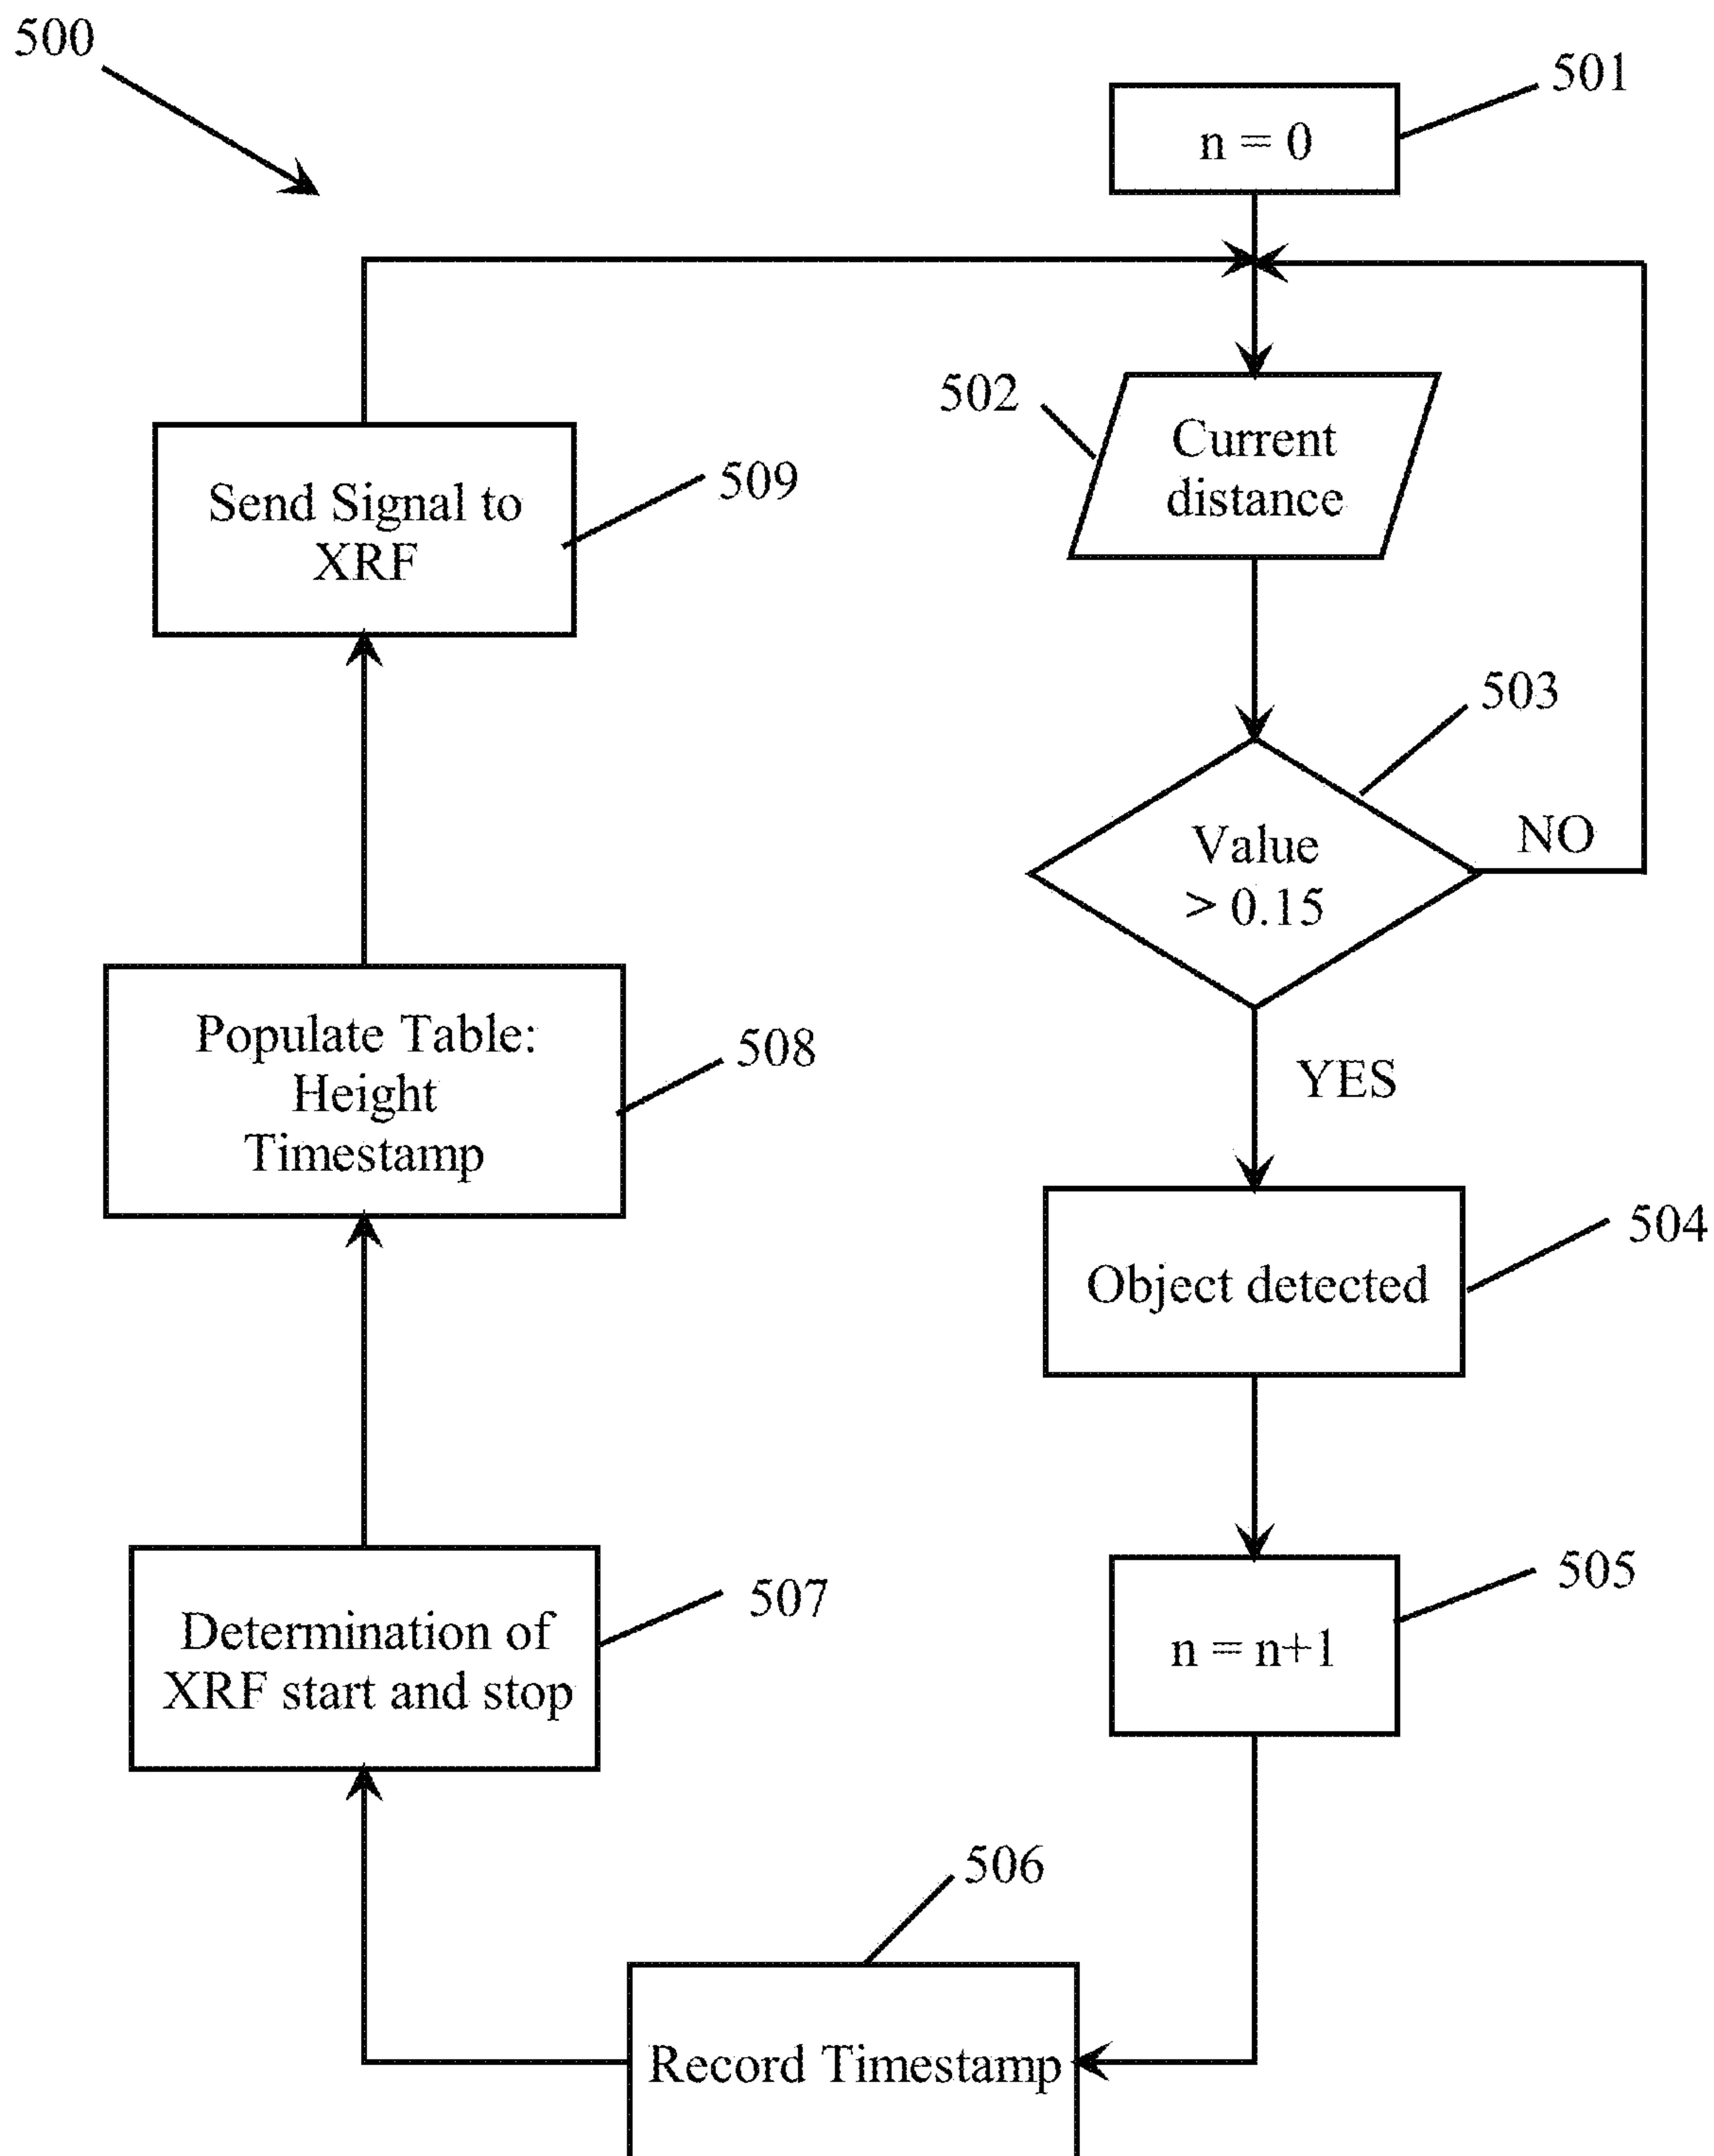 500
501
n = 0
502
Current
distance
509
Send Signal to
XRF
503
Value
> 0.15
NO
YES
508
Populate Table:
Height
Timestamp
504
Object detected
505
n = n+1
507
Determination of
XRF start and stop
506
Record Timestamp